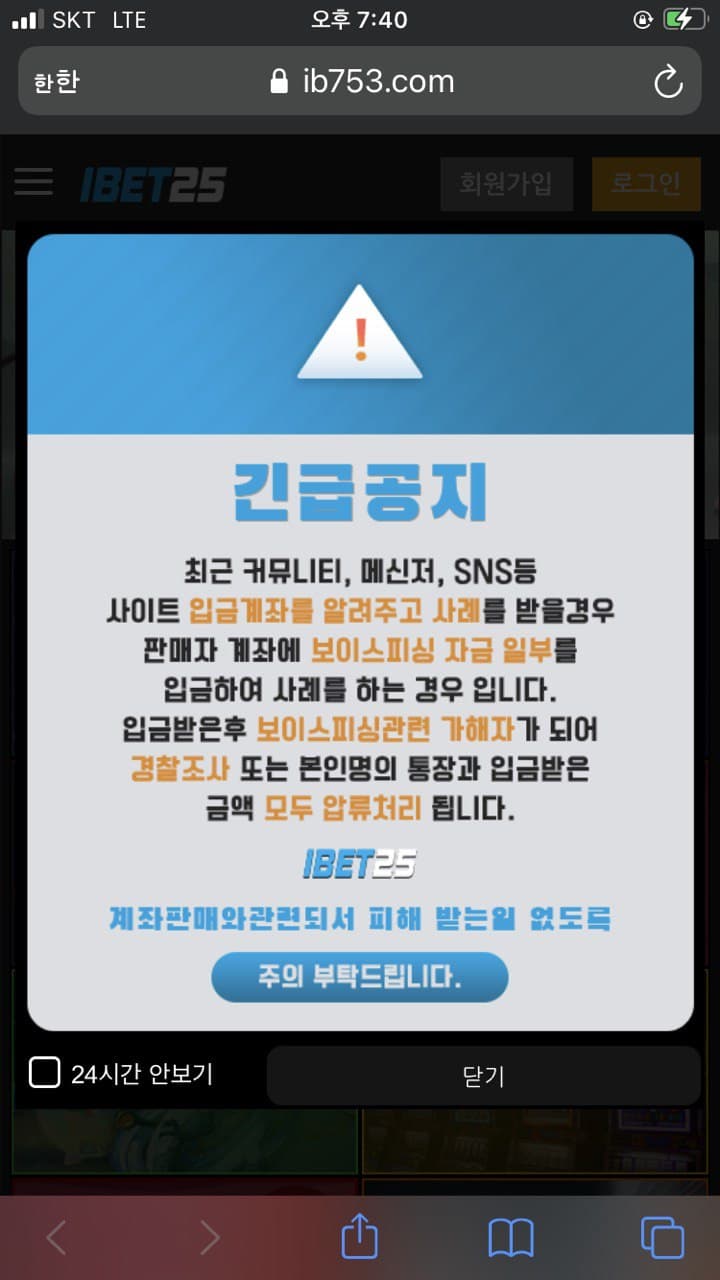 SKT LTE 오후 7:40
한한 ib753.com
IBET25 회원가입 로그인
!
긴급공지
최근 커뮤니티, 메신저, SNS등
사이트 입금계좌를 알려주고 사례를 받을경우
판매자 계좌에 보이스피싱 자금 일부를
입금하여 사례를 하는 경우 입니다.
입금받은후 보이스피싱관련 가해자가 되어
경찰조사 또는 본인명의 통장과 입금받은
금액 모두 압류처리 됩니다.
IBET25
계좌판매와관련되서 피해 받는일 없도록
주의 부탁드립니다.
24시간 안보기 닫기